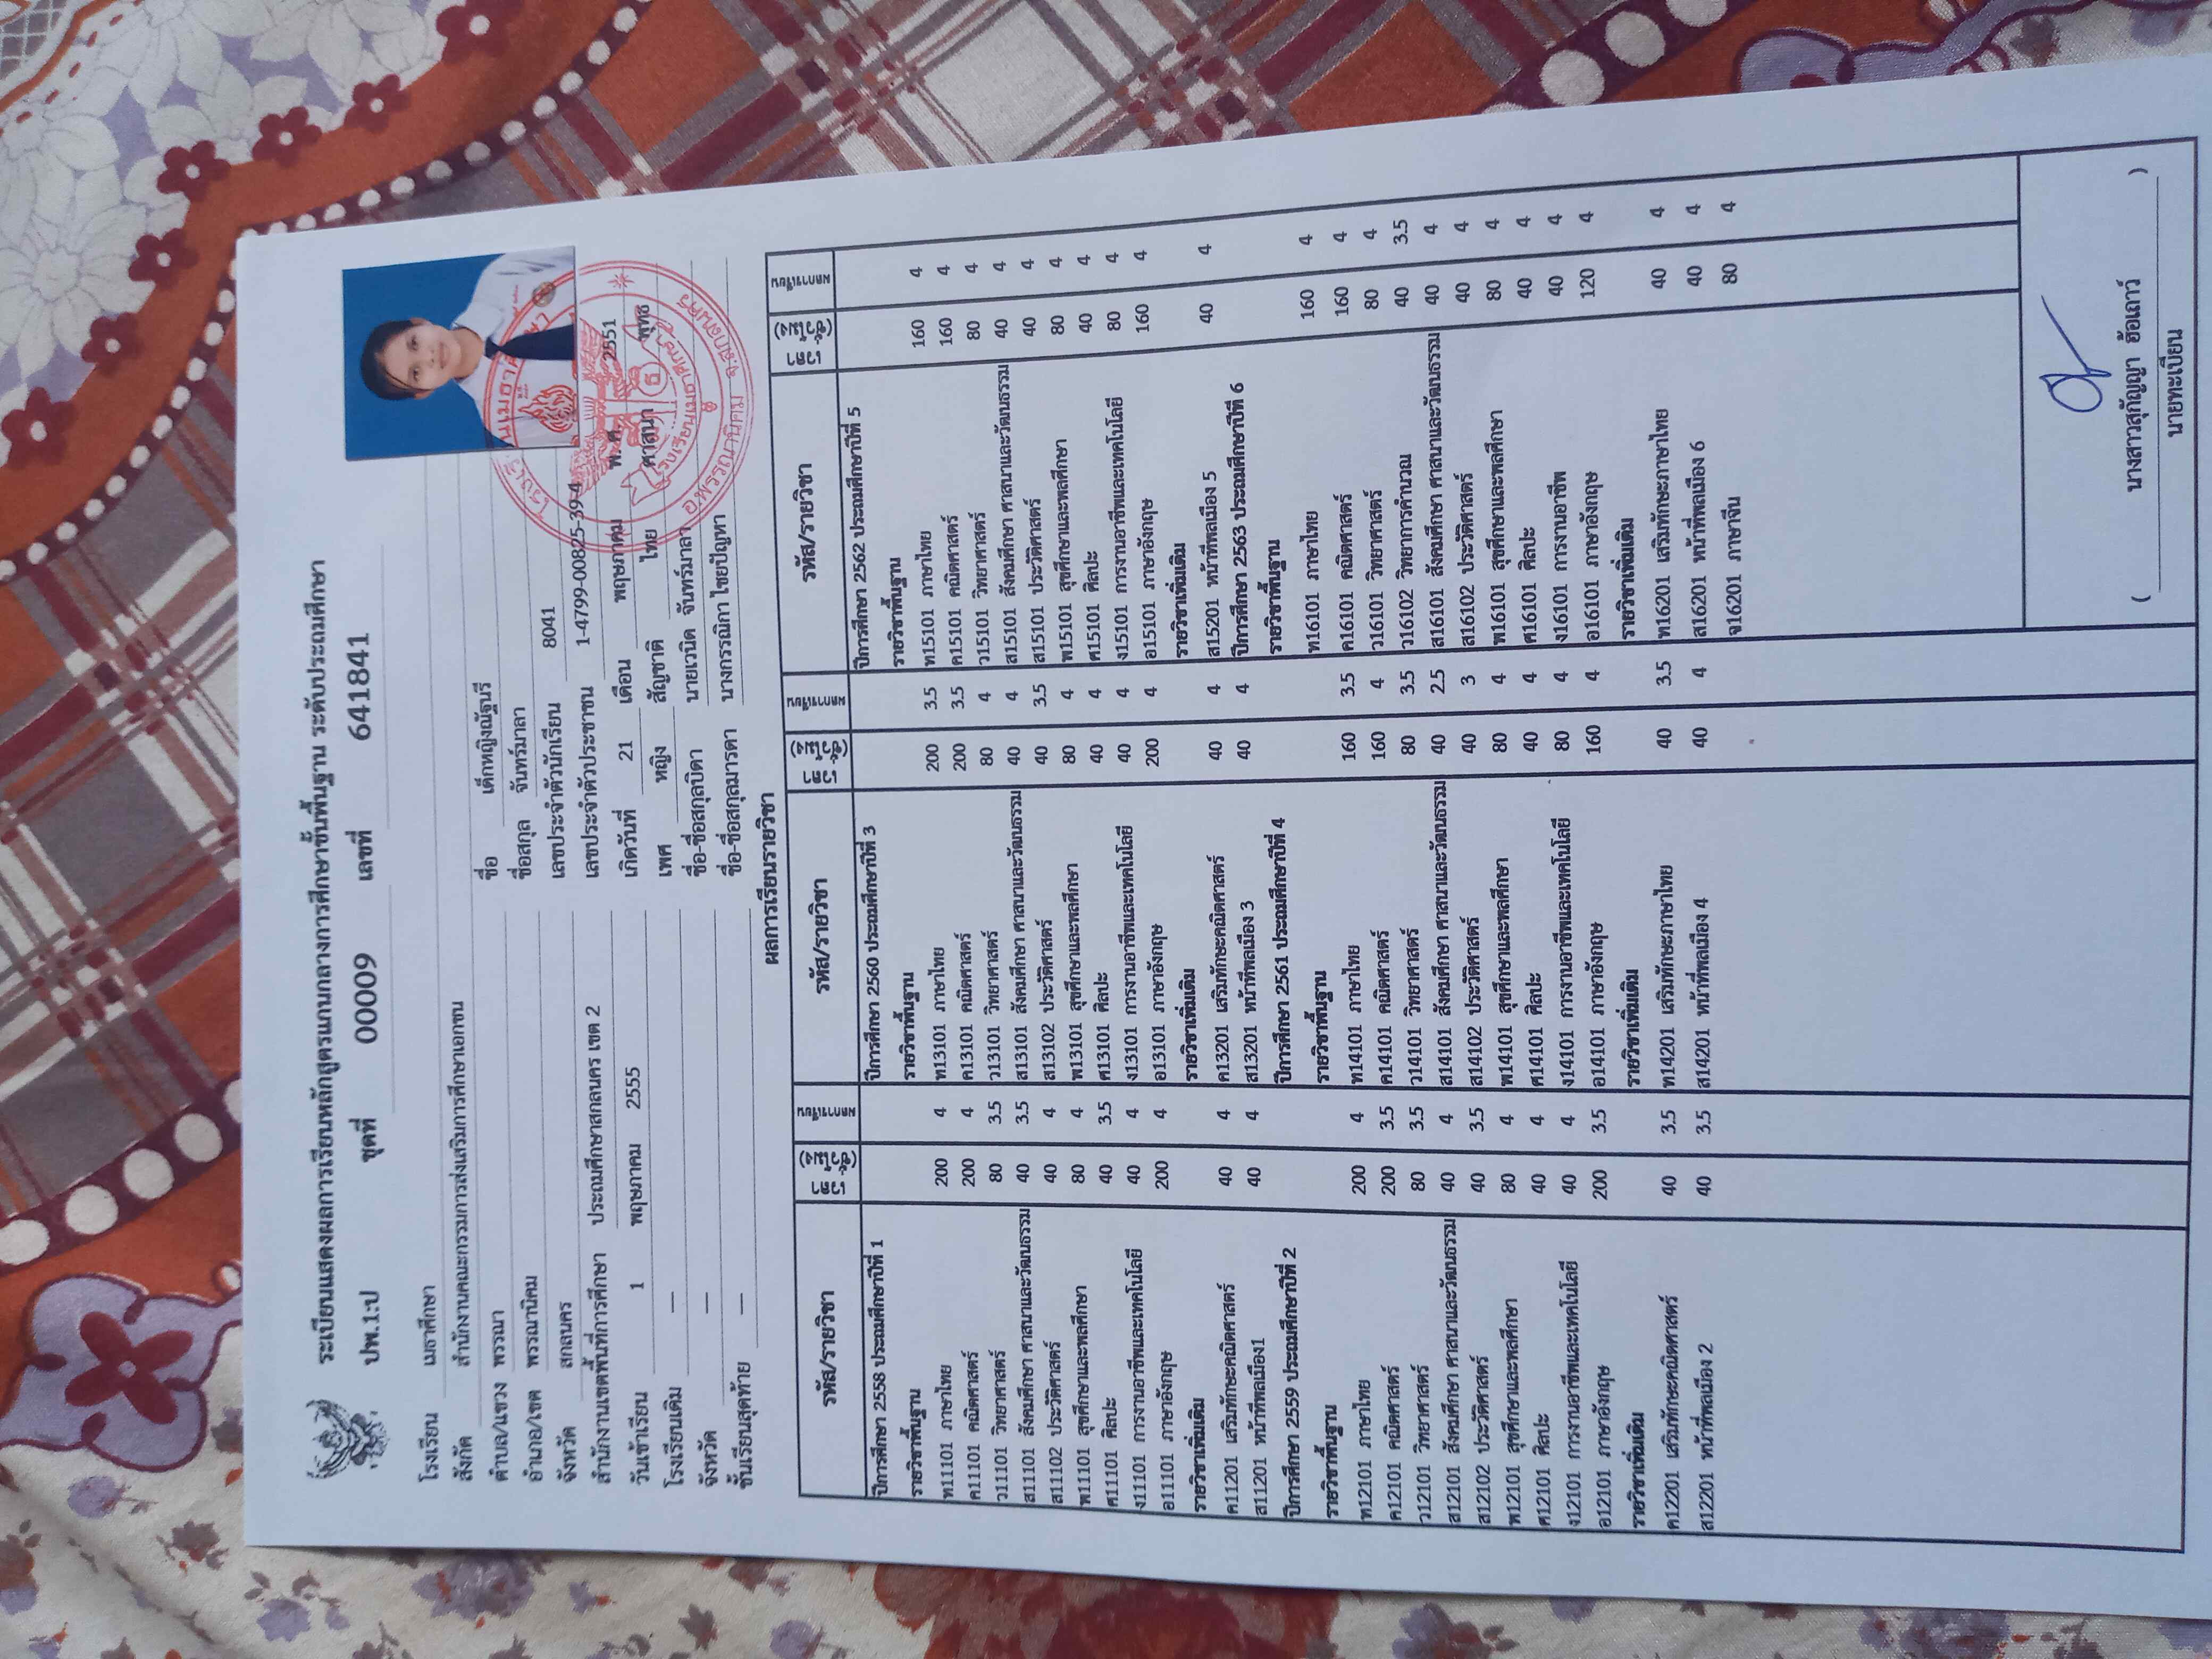 ระเบียนแสดงผลการเรียนหลักสูตรแกนกลางการศึกษาขั้นพื้นฐาน ระดับประถมศึกษา
ปพ.1:ป ชุดที่ 00009 เลขที่ 641841
โรงเรียน เมธาศึกษา
สังกัด สำนักงานคณะกรรมการส่งเสริมการศึกษาเอกชน
ตำบล/แขวง พรรณา
อำเภอ/เขต พรรณานิคม
จังหวัด สกลนคร
สำนักงานเขตพื้นที่การศึกษา ประถมศึกษาสกลนคร เขต 2
วันเข้าเรียน 1 พฤษภาคม 2555
โรงเรียนเดิม —
จังหวัด —
ชั้นเรียนสุดท้าย —
ชื่อ เด็กหญิงณัฐนรี
ชื่อสกุล จันทร์มาลา
เลขประจำตัวนักเรียน 8041
เลขประจำตัวประชาชน 1-4799-00825-39-4
เกิดวันที่ 21 เดือน พฤษภาคม พ.ศ. 2551
เพศ หญิง สัญชาติ ไทย ศาสนา พุทธ
ชื่อ-ชื่อสกุลบิดา นายเวนิด จันทร์มาลา
ชื่อ-ชื่อสกุลมารดา นางกรรณิกา ไชยปัญหา
โรงเรียนเมธาศึกษา
อ.พรรณานิคม จ.สกลนคร
ผลการเรียนรายวิชา
รหัส/รายวิชา เวลา (ชั่วโมง) ผลการเรียน
ปีการศึกษา 2558 ประถมศึกษาปีที่ 1
รายวิชาพื้นฐาน
ท11101 ภาษาไทย 200 4
ค11101 คณิตศาสตร์ 200 4
ว11101 วิทยาศาสตร์ 80 3.5
ส11101 สังคมศึกษา ศาสนาและวัฒนธรรม 40 3.5
ส11102 ประวัติศาสตร์ 40 4
พ11101 สุขศึกษาและพลศึกษา 80 4
ศ11101 ศิลปะ 40 3.5
ง11101 การงานอาชีพและเทคโนโลยี 40 4
อ11101 ภาษาอังกฤษ 200 4
รายวิชาเพิ่มเติม
ค11201 เสริมทักษะคณิตศาสตร์ 40 4
ส11201 หน้าที่พลเมือง1 40 4
ปีการศึกษา 2559 ประถมศึกษาปีที่ 2
รายวิชาพื้นฐาน
ท12101 ภาษาไทย 200 4
ค12101 คณิตศาสตร์ 200 3.5
ว12101 วิทยาศาสตร์ 80 3.5
ส12101 สังคมศึกษา ศาสนาและวัฒนธรรม 40 4
ส12102 ประวัติศาสตร์ 40 3.5
พ12101 สุขศึกษาและพลศึกษา 80 4
ศ12101 ศิลปะ 40 4
ง12101 การงานอาชีพและเทคโนโลยี 40 4
อ12101 ภาษาอังกฤษ 200 3.5
รายวิชาเพิ่มเติม
ค12201 เสริมทักษะคณิตศาสตร์ 40 3.5
ส12201 หน้าที่พลเมือง 2 40 3.5
รหัส/รายวิชา เวลา (ชั่วโมง) ผลการเรียน
ปีการศึกษา 2560 ประถมศึกษาปีที่ 3
รายวิชาพื้นฐาน
ท13101 ภาษาไทย 200 3.5
ค13101 คณิตศาสตร์ 200 3.5
ว13101 วิทยาศาสตร์ 80 4
ส13101 สังคมศึกษา ศาสนาและวัฒนธรรม 40 4
ส13102 ประวัติศาสตร์ 40 3.5
พ13101 สุขศึกษาและพลศึกษา 80 4
ศ13101 ศิลปะ 40 4
ง13101 การงานอาชีพและเทคโนโลยี 40 4
อ13101 ภาษาอังกฤษ 200 4
รายวิชาเพิ่มเติม
ค13201 เสริมทักษะคณิตศาสตร์ 40 4
ส13201 หน้าที่พลเมือง 3 40 4
ปีการศึกษา 2561 ประถมศึกษาปีที่ 4
รายวิชาพื้นฐาน
ท14101 ภาษาไทย 160 3.5
ค14101 คณิตศาสตร์ 160 4
ว14101 วิทยาศาสตร์ 80 3.5
ส14101 สังคมศึกษา ศาสนาและวัฒนธรรม 40 2.5
ส14102 ประวัติศาสตร์ 40 3
พ14101 สุขศึกษาและพลศึกษา 80 4
ศ14101 ศิลปะ 40 4
ง14101 การงานอาชีพและเทคโนโลยี 80 4
อ14101 ภาษาอังกฤษ 160 4
รายวิชาเพิ่มเติม
ท14201 เสริมทักษะภาษาไทย 40 3.5
ส14201 หน้าที่พลเมือง 4 40 4
รหัส/รายวิชา เวลา (ชั่วโมง) ผลการเรียน
ปีการศึกษา 2562 ประถมศึกษาปีที่ 5
รายวิชาพื้นฐาน
ท15101 ภาษาไทย 160 4
ค15101 คณิตศาสตร์ 160 4
ว15101 วิทยาศาสตร์ 80 4
ส15101 สังคมศึกษา ศาสนาและวัฒนธรรม 40 4
ส15101 ประวัติศาสตร์ 40 4
พ15101 สุขศึกษาและพลศึกษา 80 4
ศ15101 ศิลปะ 40 4
ง15101 การงานอาชีพและเทคโนโลยี 80 4
อ15101 ภาษาอังกฤษ 160 4
รายวิชาเพิ่มเติม
ส15201 หน้าที่พลเมือง 5 40 4
ปีการศึกษา 2563 ประถมศึกษาปีที่ 6
รายวิชาพื้นฐาน
ท16101 ภาษาไทย 160 4
ค16101 คณิตศาสตร์ 160 4
ว16101 วิทยาศาสตร์ 80 4
ว16102 วิทยาการคำนวณ 40 3.5
ส16101 สังคมศึกษา ศาสนาและวัฒนธรรม 40 4
ส16102 ประวัติศาสตร์ 40 4
พ16101 สุขศึกษาและพลศึกษา 80 4
ศ16101 ศิลปะ 40 4
ง16101 การงานอาชีพ 40 4
อ16101 ภาษาอังกฤษ 120 4
รายวิชาเพิ่มเติม
ท16201 เสริมทักษะภาษาไทย 40 4
ส16201 หน้าที่พลเมือง 6 40 4
จ16201 ภาษาจีน 80 4
( นางสาวสุกัญญา ฮ้อเถาว์ )
นายทะเบียน